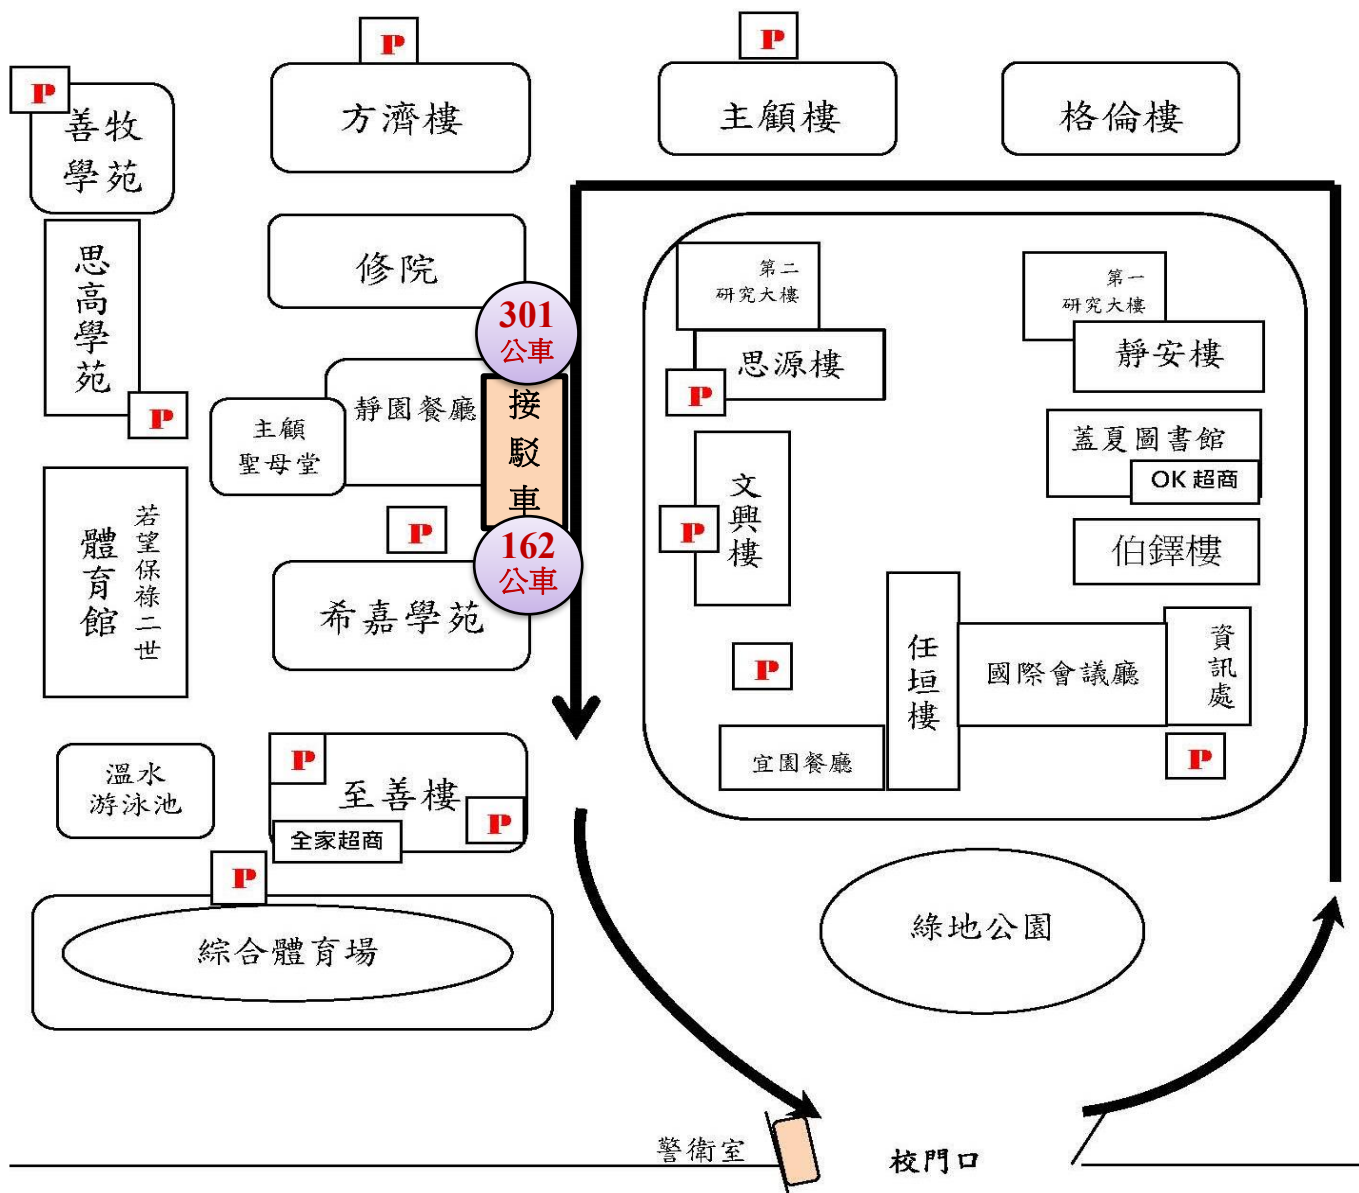 P
P
P
善牧
學苑
方濟樓
主顧樓
格倫樓
思高學苑
修院
301
公車
第二
研究大樓
第一
研究大樓
思源樓
靜安樓
P
P
靜園餐廳
接駁車
主顧
聖母堂
蓋夏圖書館
OK 超商
體育館
若望保祿二世
P
文興樓
P
162
公車
伯鐸樓
希嘉學苑
任垣樓
國際會議廳
資訊處
P
P
宜園餐廳
溫水
游泳池
P
至善樓
P
全家超商
P
綜合體育場
綠地公園
警衛室
校門口